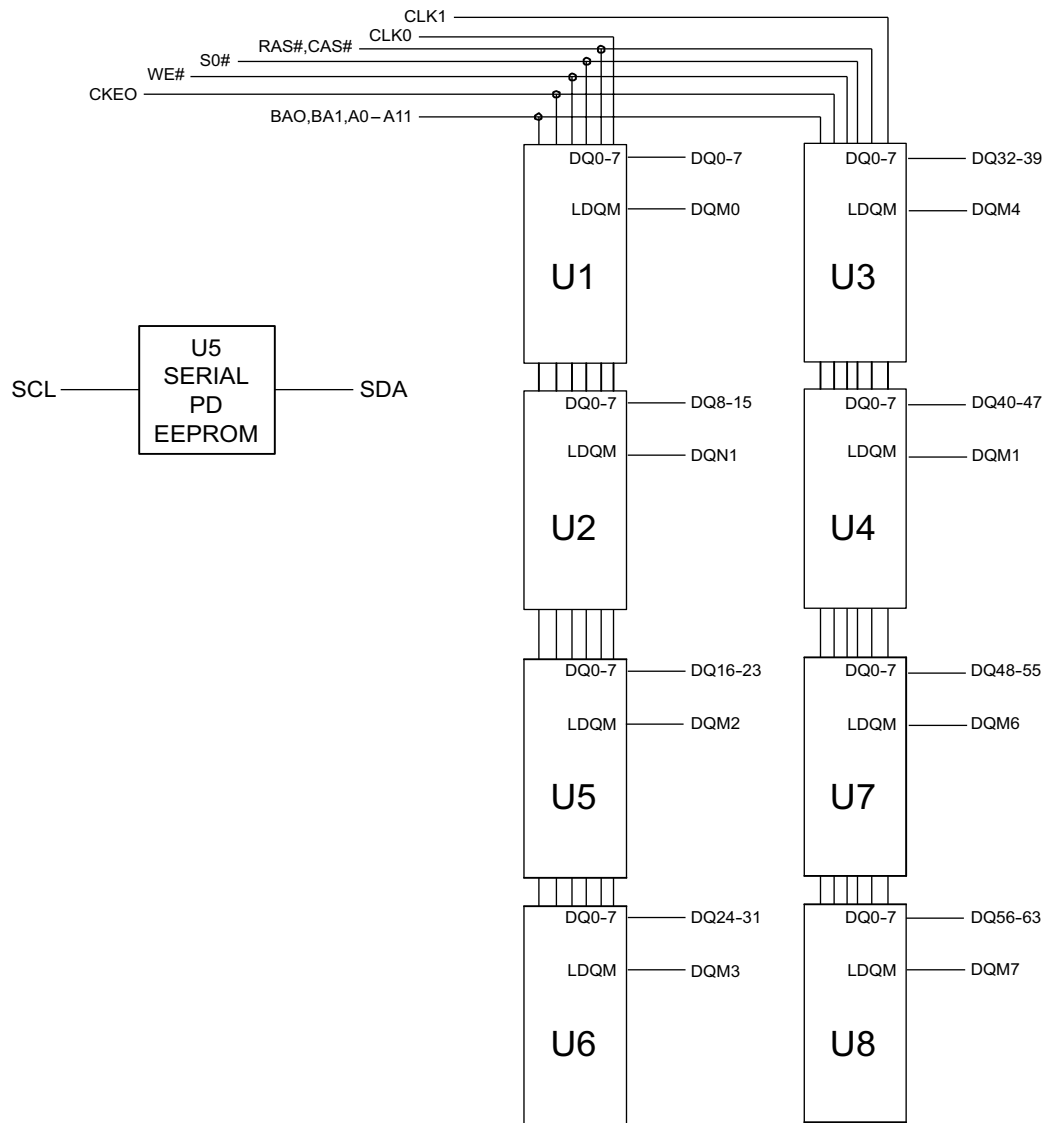 CLK1
CLK0
RAS#,CAS#
S0#
WE#
CKEO
BAO,BA1,A0–A11
DQ0-7
DQ0-7
LDQM
DQM0
U1
DQ0-7
DQ32-39
LDQM
DQM4
U3
SCL
U5
SERIAL
PD
EEPROM
SDA
DQ0-7
DQ8-15
LDQM
DQN1
U2
DQ0-7
DQ40-47
LDQM
DQM1
U4
DQ0-7
DQ16-23
LDQM
DQM2
U5
DQ0-7
DQ48-55
LDQM
DQM6
U7
DQ0-7
DQ24-31
LDQM
DQM3
U6
DQ0-7
DQ56-63
LDQM
DQM7
U8